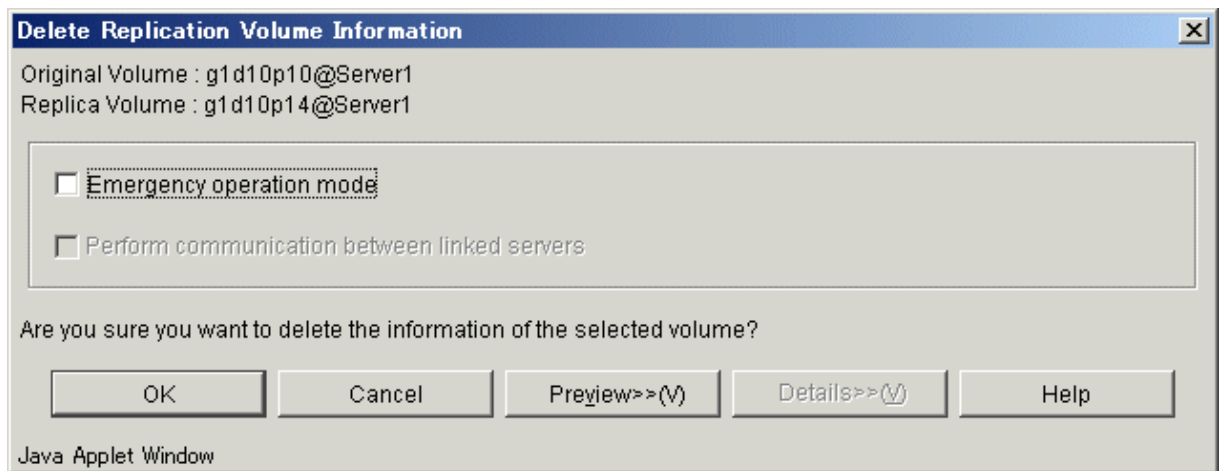 Delete Replication Volume Information
Original Volume : g1d10p10@Server1
Replica Volume : g1d10p14@Server1
Emergency operation mode
Perform communication between linked servers
Are you sure you want to delete the information of the selected volume?
OK Cancel Preview>>(V) Details>>(V) Help
Java Applet Window